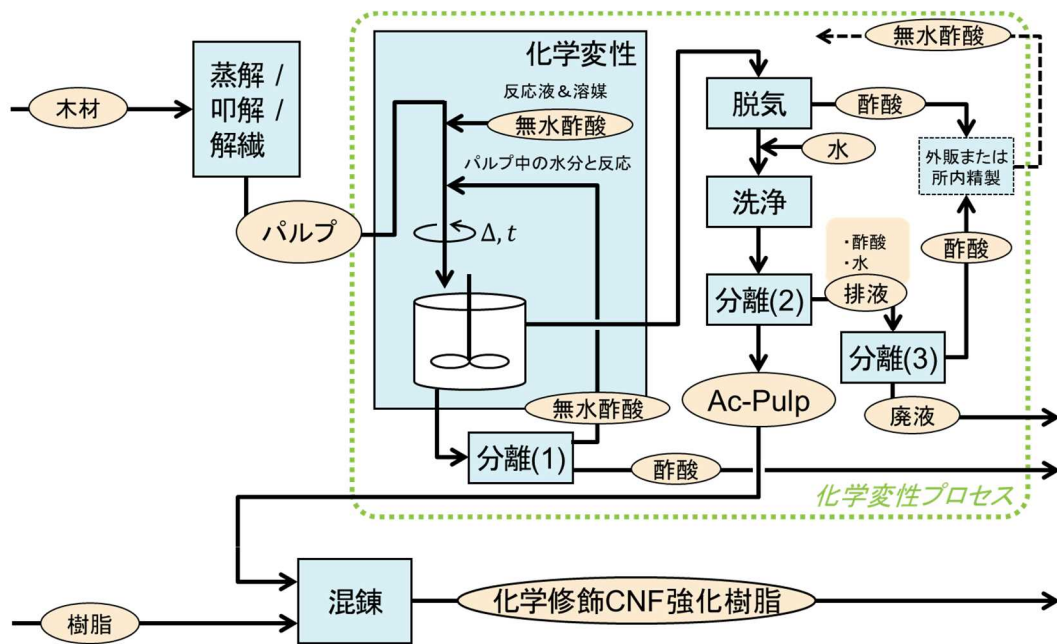 木材
蒸解 /
叩解 /
解繊
パルプ
化学変性
反応液＆溶媒
無水酢酸
パルプ中の水分と反応
Δ, t
無水酢酸
分離(1)
酢酸
脱気
酢酸
水
洗浄
分離(2)
・酢酸
・水
排液
分離(3)
廃液
酢酸
外販または
所内精製
無水酢酸
Ac-Pulp
化学変性プロセス
樹脂
混錬
化学修飾CNF強化樹脂